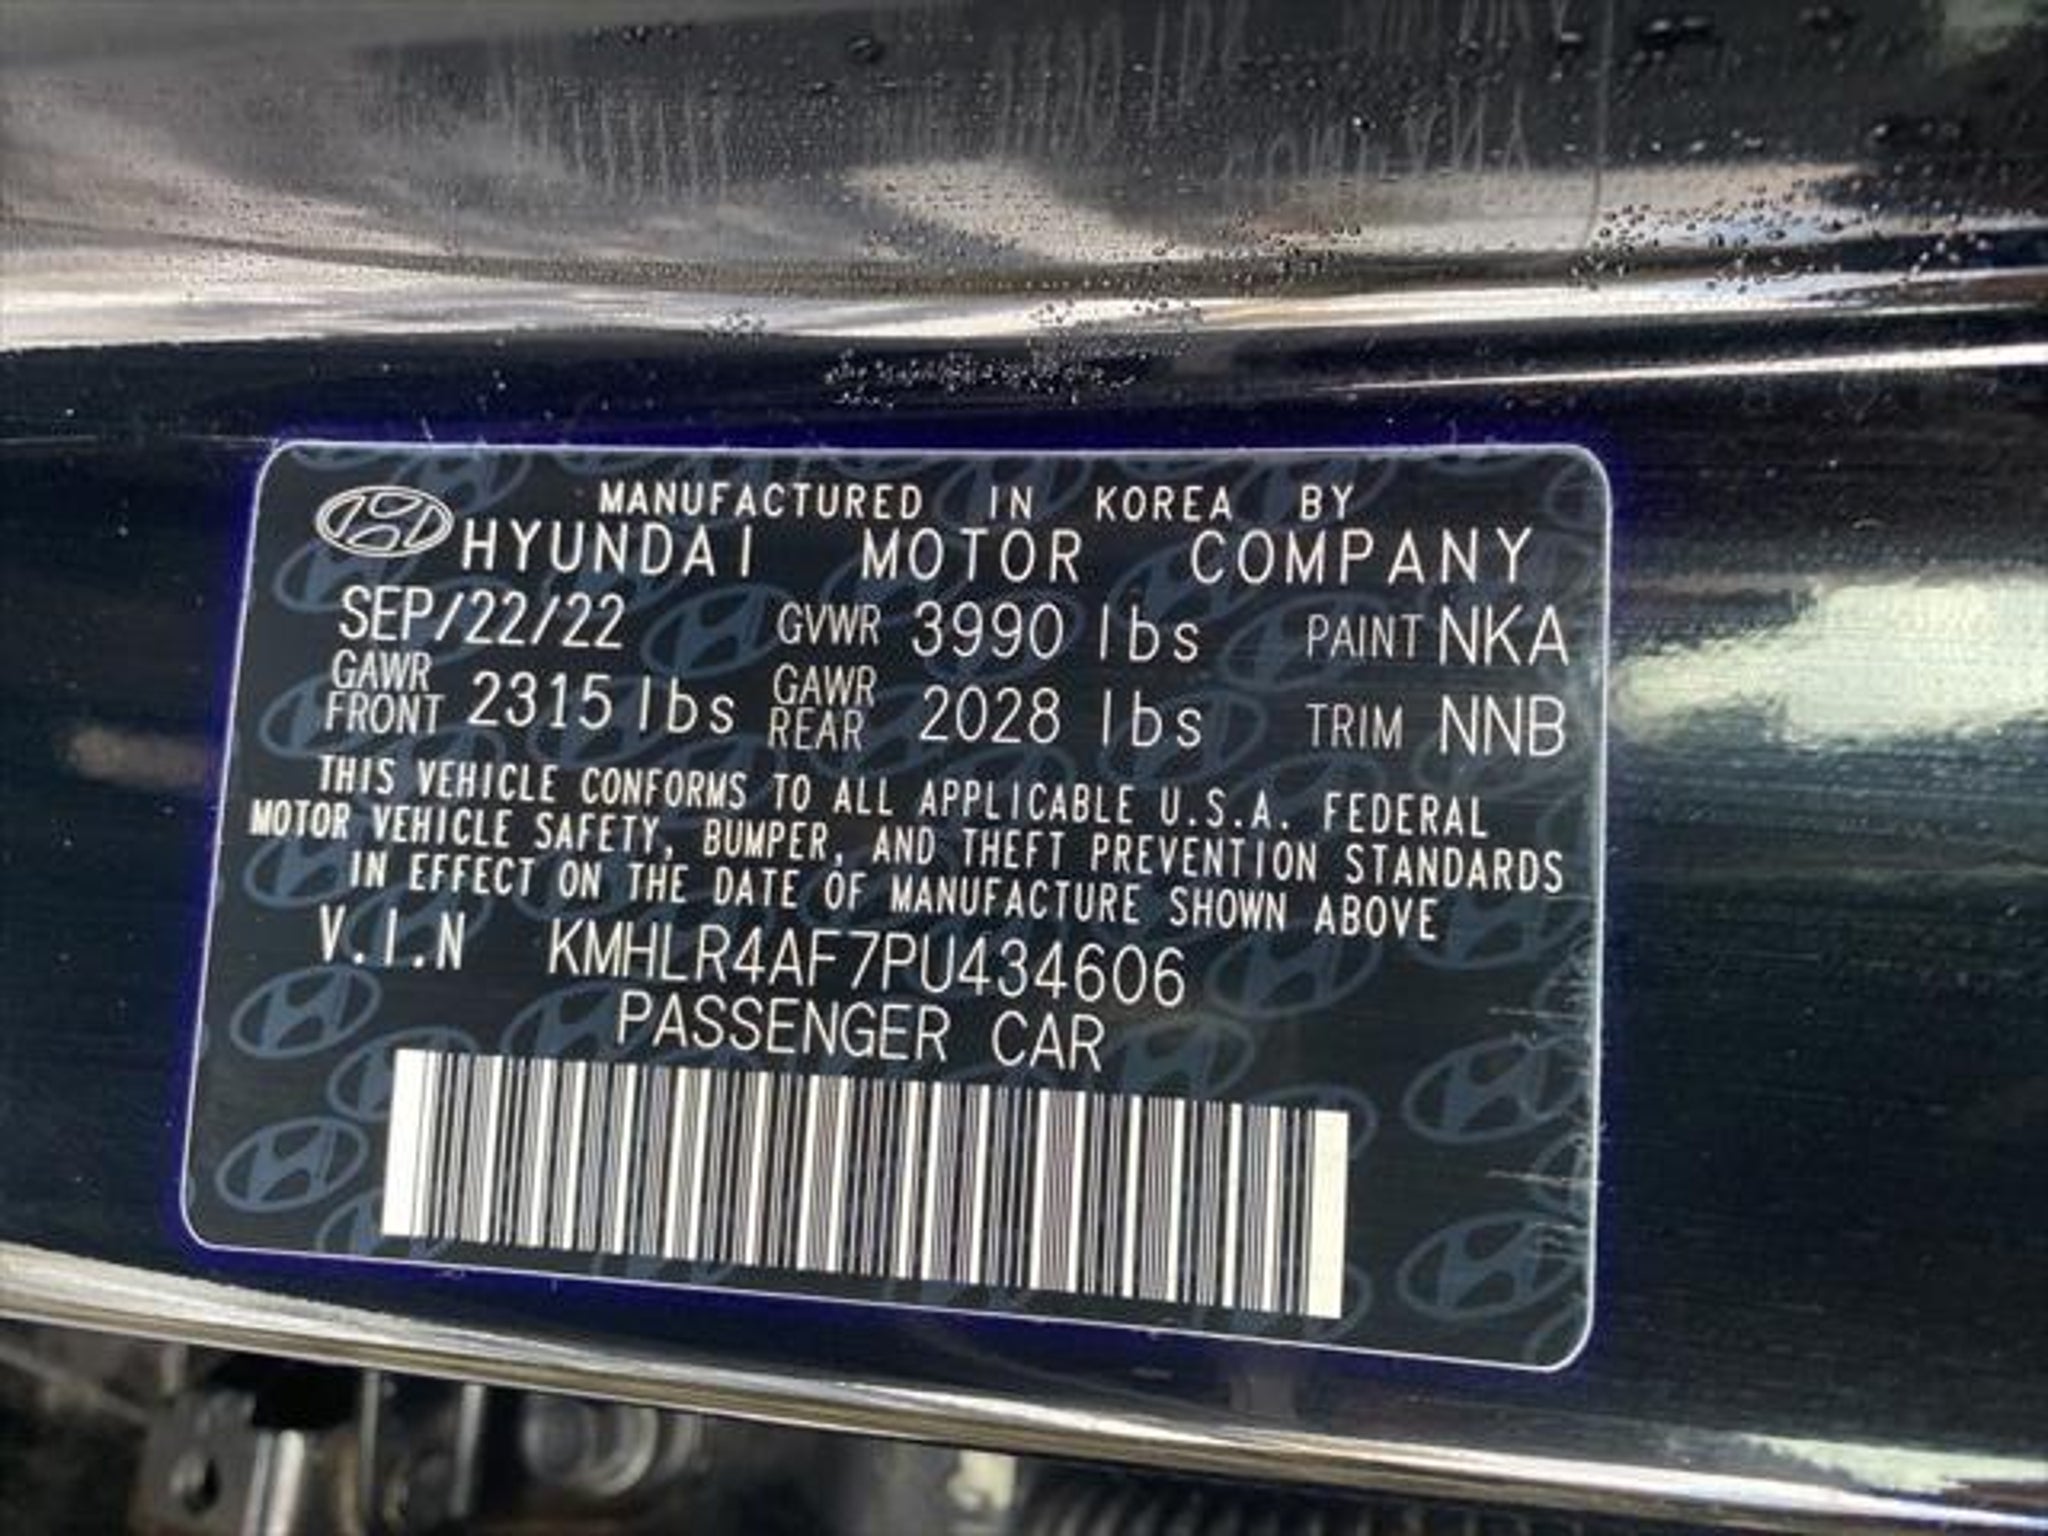 MANUFACTURED IN KOREA BY
HYUNDAI MOTOR COMPANY
SEP/22/22 GVWR 3990 lbs PAINT NKA
GAWR FRONT 2315 lbs GAWR REAR 2028 lbs TRIM NNB
THIS VEHICLE CONFORMS TO ALL APPLICABLE U.S.A. FEDERAL
MOTOR VEHICLE SAFETY, BUMPER, AND THEFT PREVENTION STANDARDS
IN EFFECT ON THE DATE OF MANUFACTURE SHOWN ABOVE
V.I.N KMHLR4AF7PU434606
PASSENGER CAR